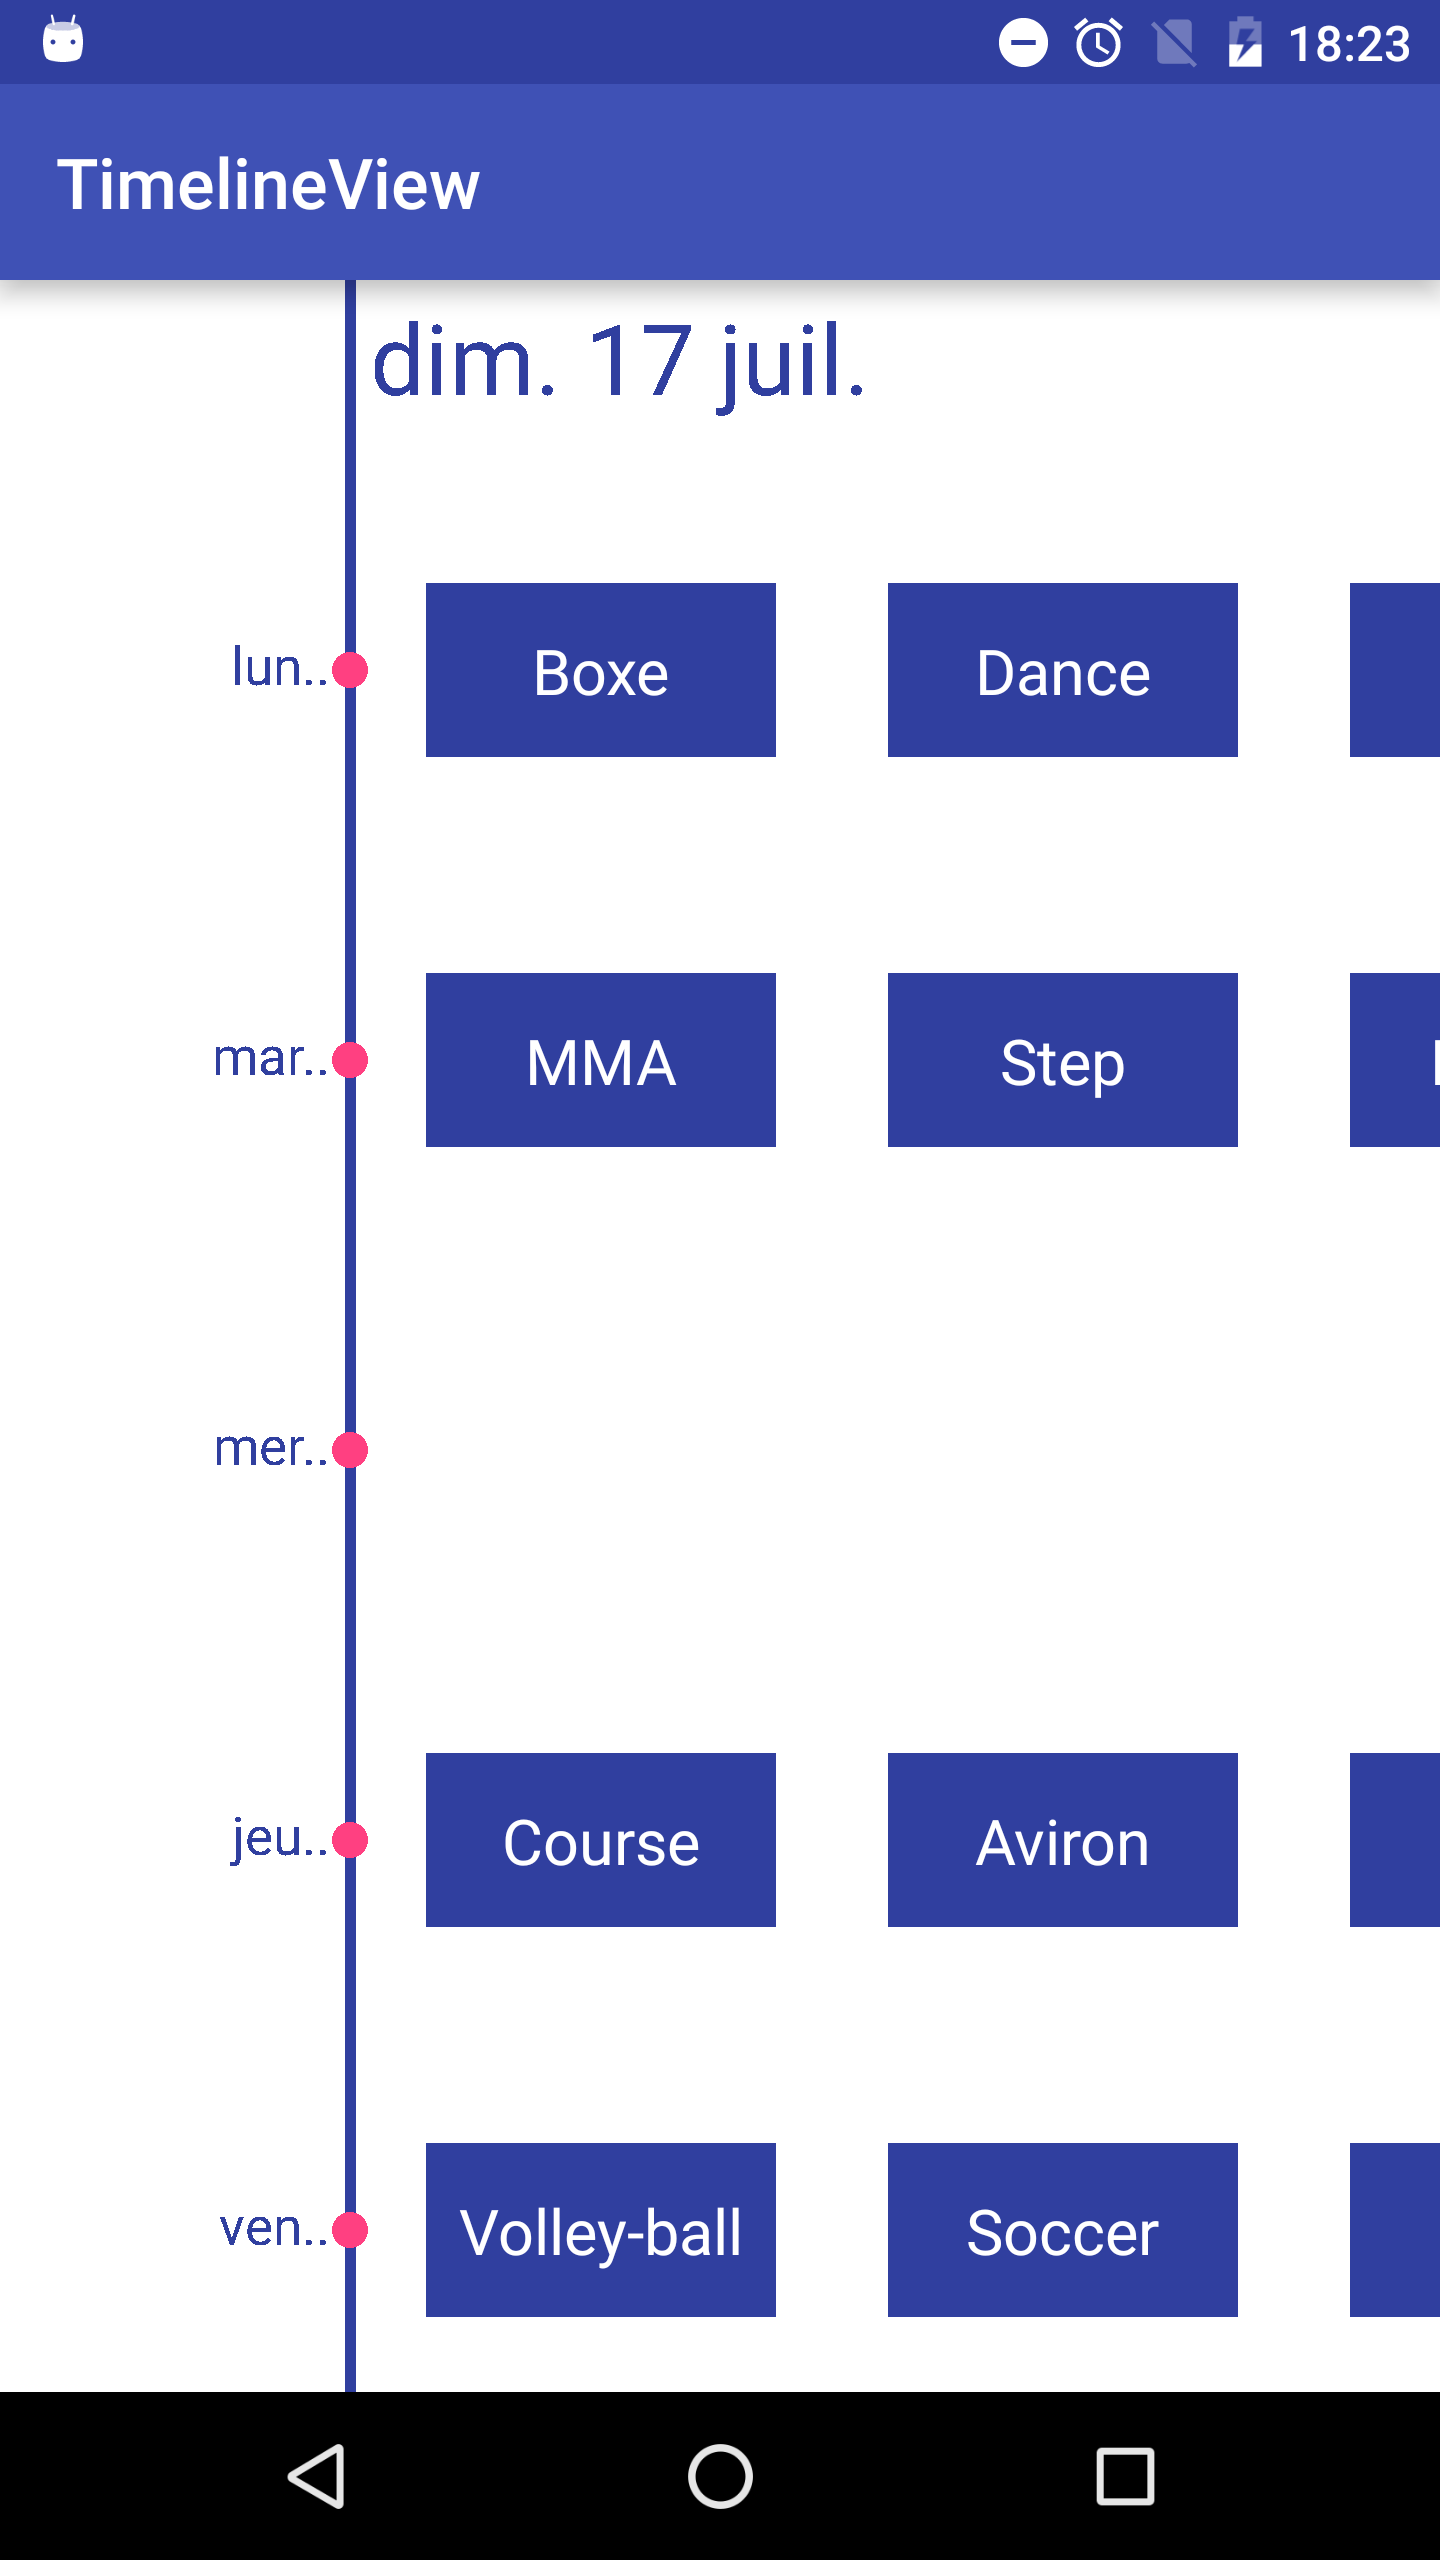 18:23
TimelineView
dim. 17 juil.
lun.. Boxe Dance
mar.. MMA Step
mer..
jeu.. Course Aviron
ven.. Volley-ball Soccer